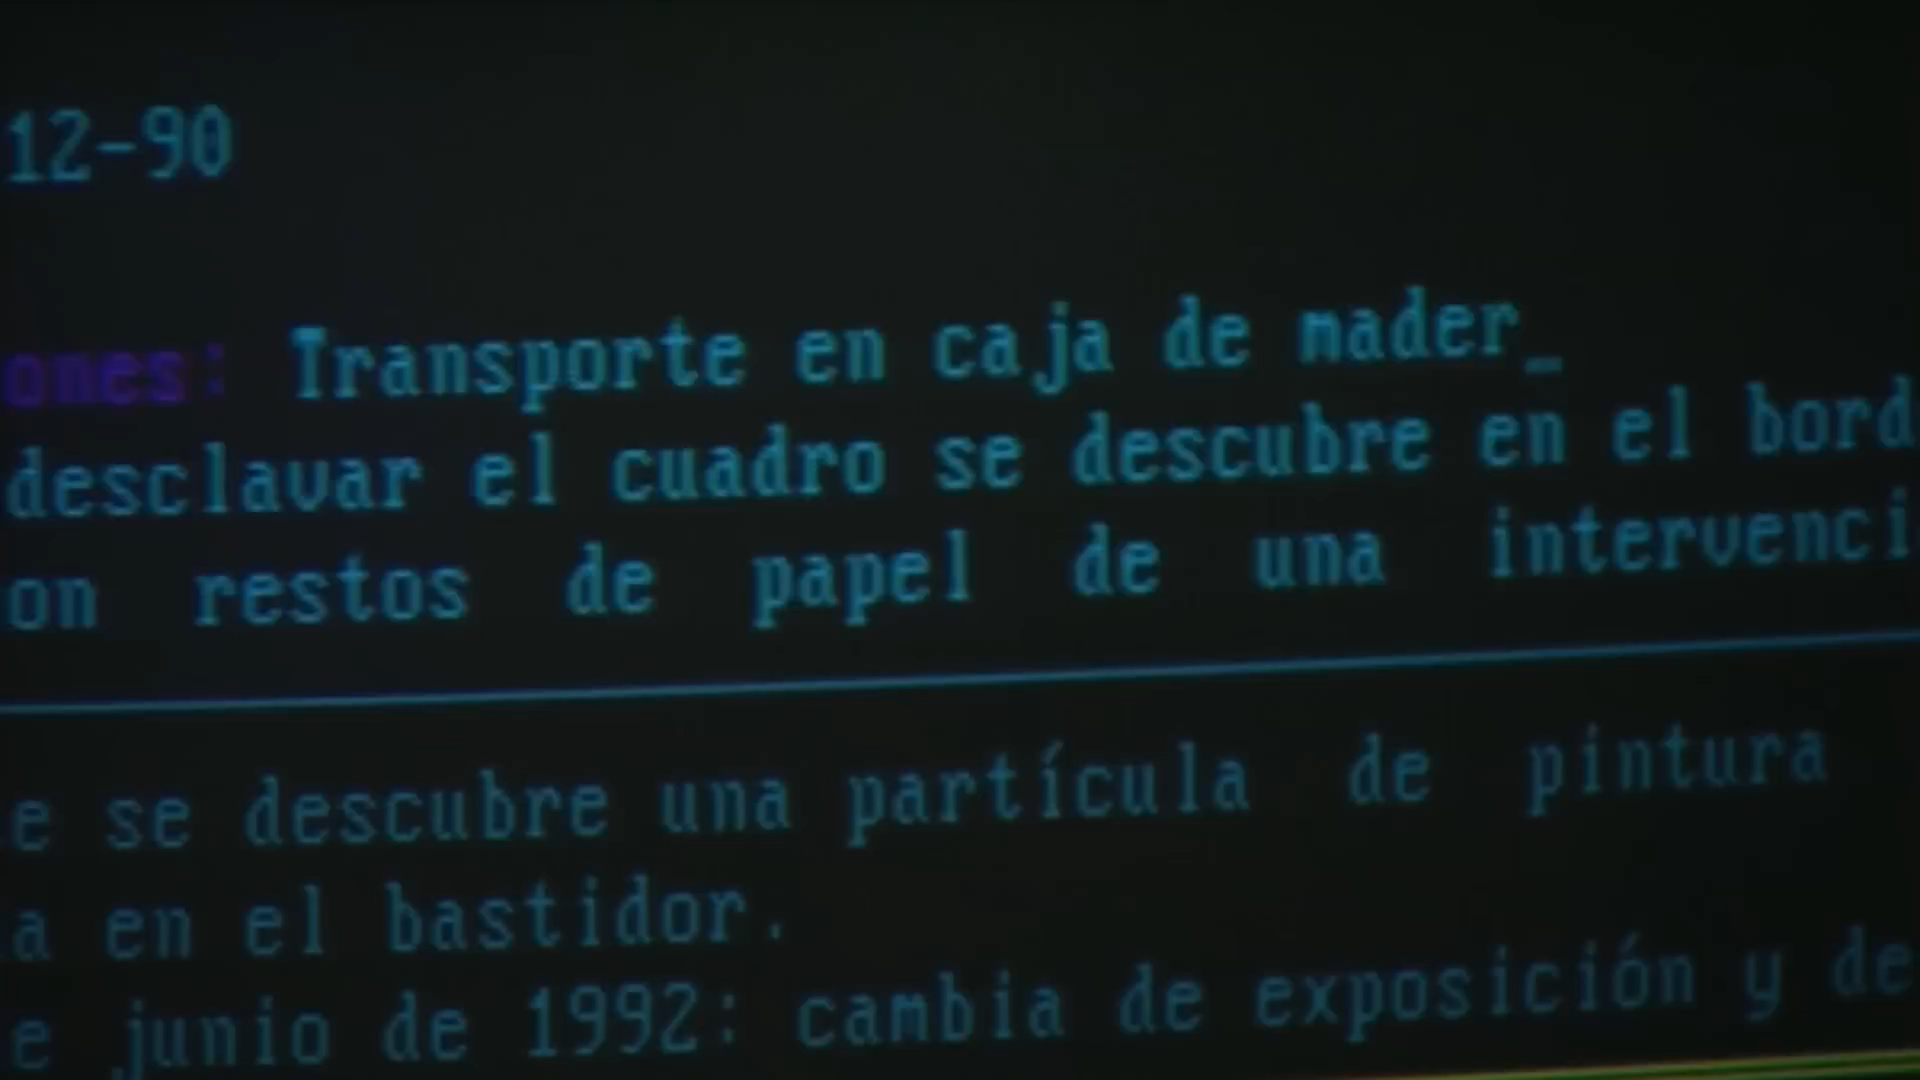 12-90
ones: Transporte en caja de mader_
desclavar el cuadro se descubre en el bord
on restos de papel de una intervenci
e se descubre una partícula de pintura
a en el bastidor.
e junio de 1992: cambia de exposición y de